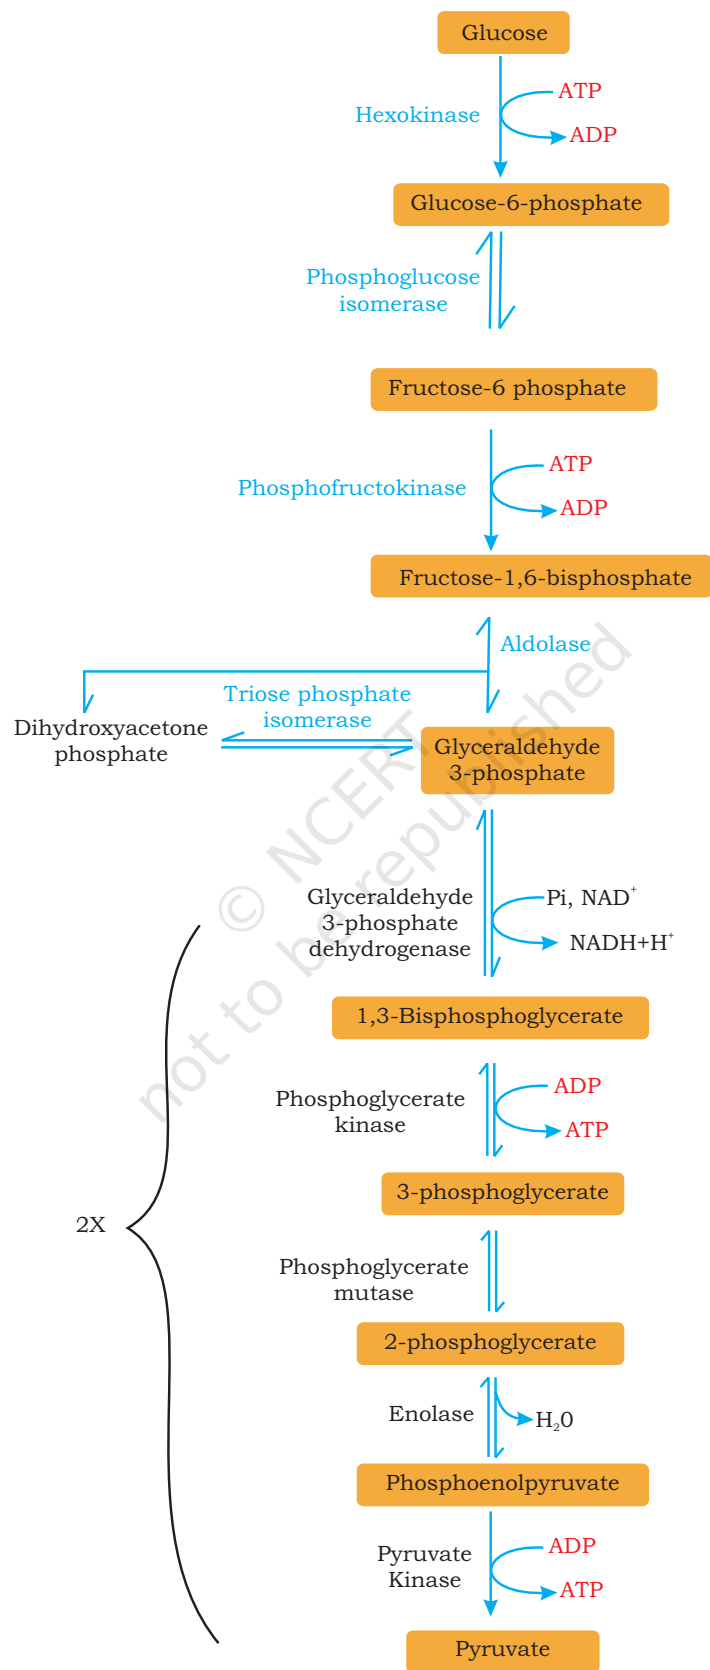 Glucose
ATP
Hexokinase
ADP
Glucose-6-phosphate
Phosphoglucose
isomerase
Fructose-6 phosphate
ATP
Phosphofructokinase
ADP
Fructose-1,6-bisphosphate
Aldolase
Triose phosphate
isomerase
Dihydroxyacetone
phosphate
Glyceraldehyde
3-phosphate
© NCERT
not to be republished
Glyceraldehyde
3-phosphate
dehydrogenase
Pi, NAD⁺
NADH+H⁺
1,3-Bisphosphoglycerate
Phosphoglycerate
kinase
ADP
ATP
3-phosphoglycerate
2X
Phosphoglycerate
mutase
2-phosphoglycerate
Enolase
H₂0
Phosphoenolpyruvate
Pyruvate
Kinase
ADP
ATP
Pyruvate